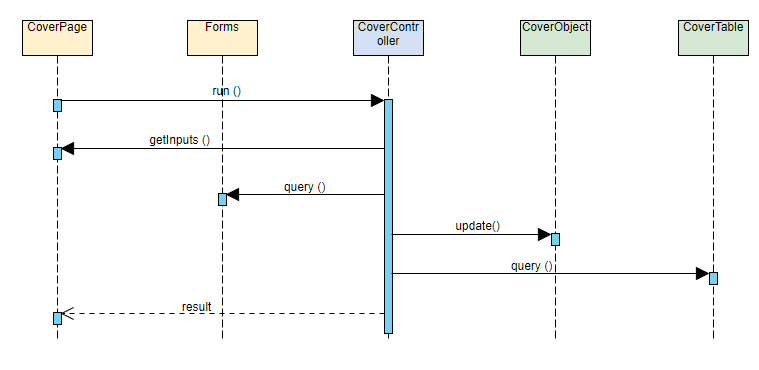 CoverPage
Forms
CoverContr
oller
CoverObject
CoverTable
run ()
getInputs ()
query ()
update()
query ()
result